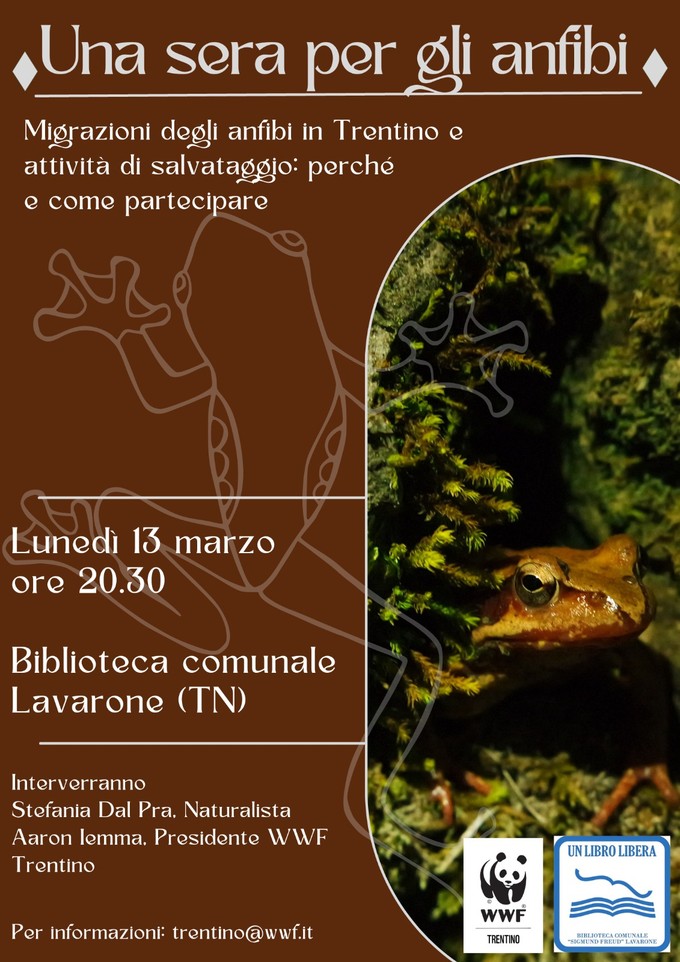 Una sera per gli anfibi
Migrazioni degli anfibi in Trentino e
attività di salvataggio: perché
e come partecipare
Lunedì 13 marzo
ore 20.30
Biblioteca comunale
Lavarone (TN)
Interverranno
Stefania Dal Pra, Naturalista
Aaron Iemma, Presidente WWF
Trentino
Per informazioni: trentino@wwf.it
WWF
TRENTINO
UN LIBRO LIBERA
BIBLIOTECA COMUNALE
"SIGMUND FREUD" LAVARONE